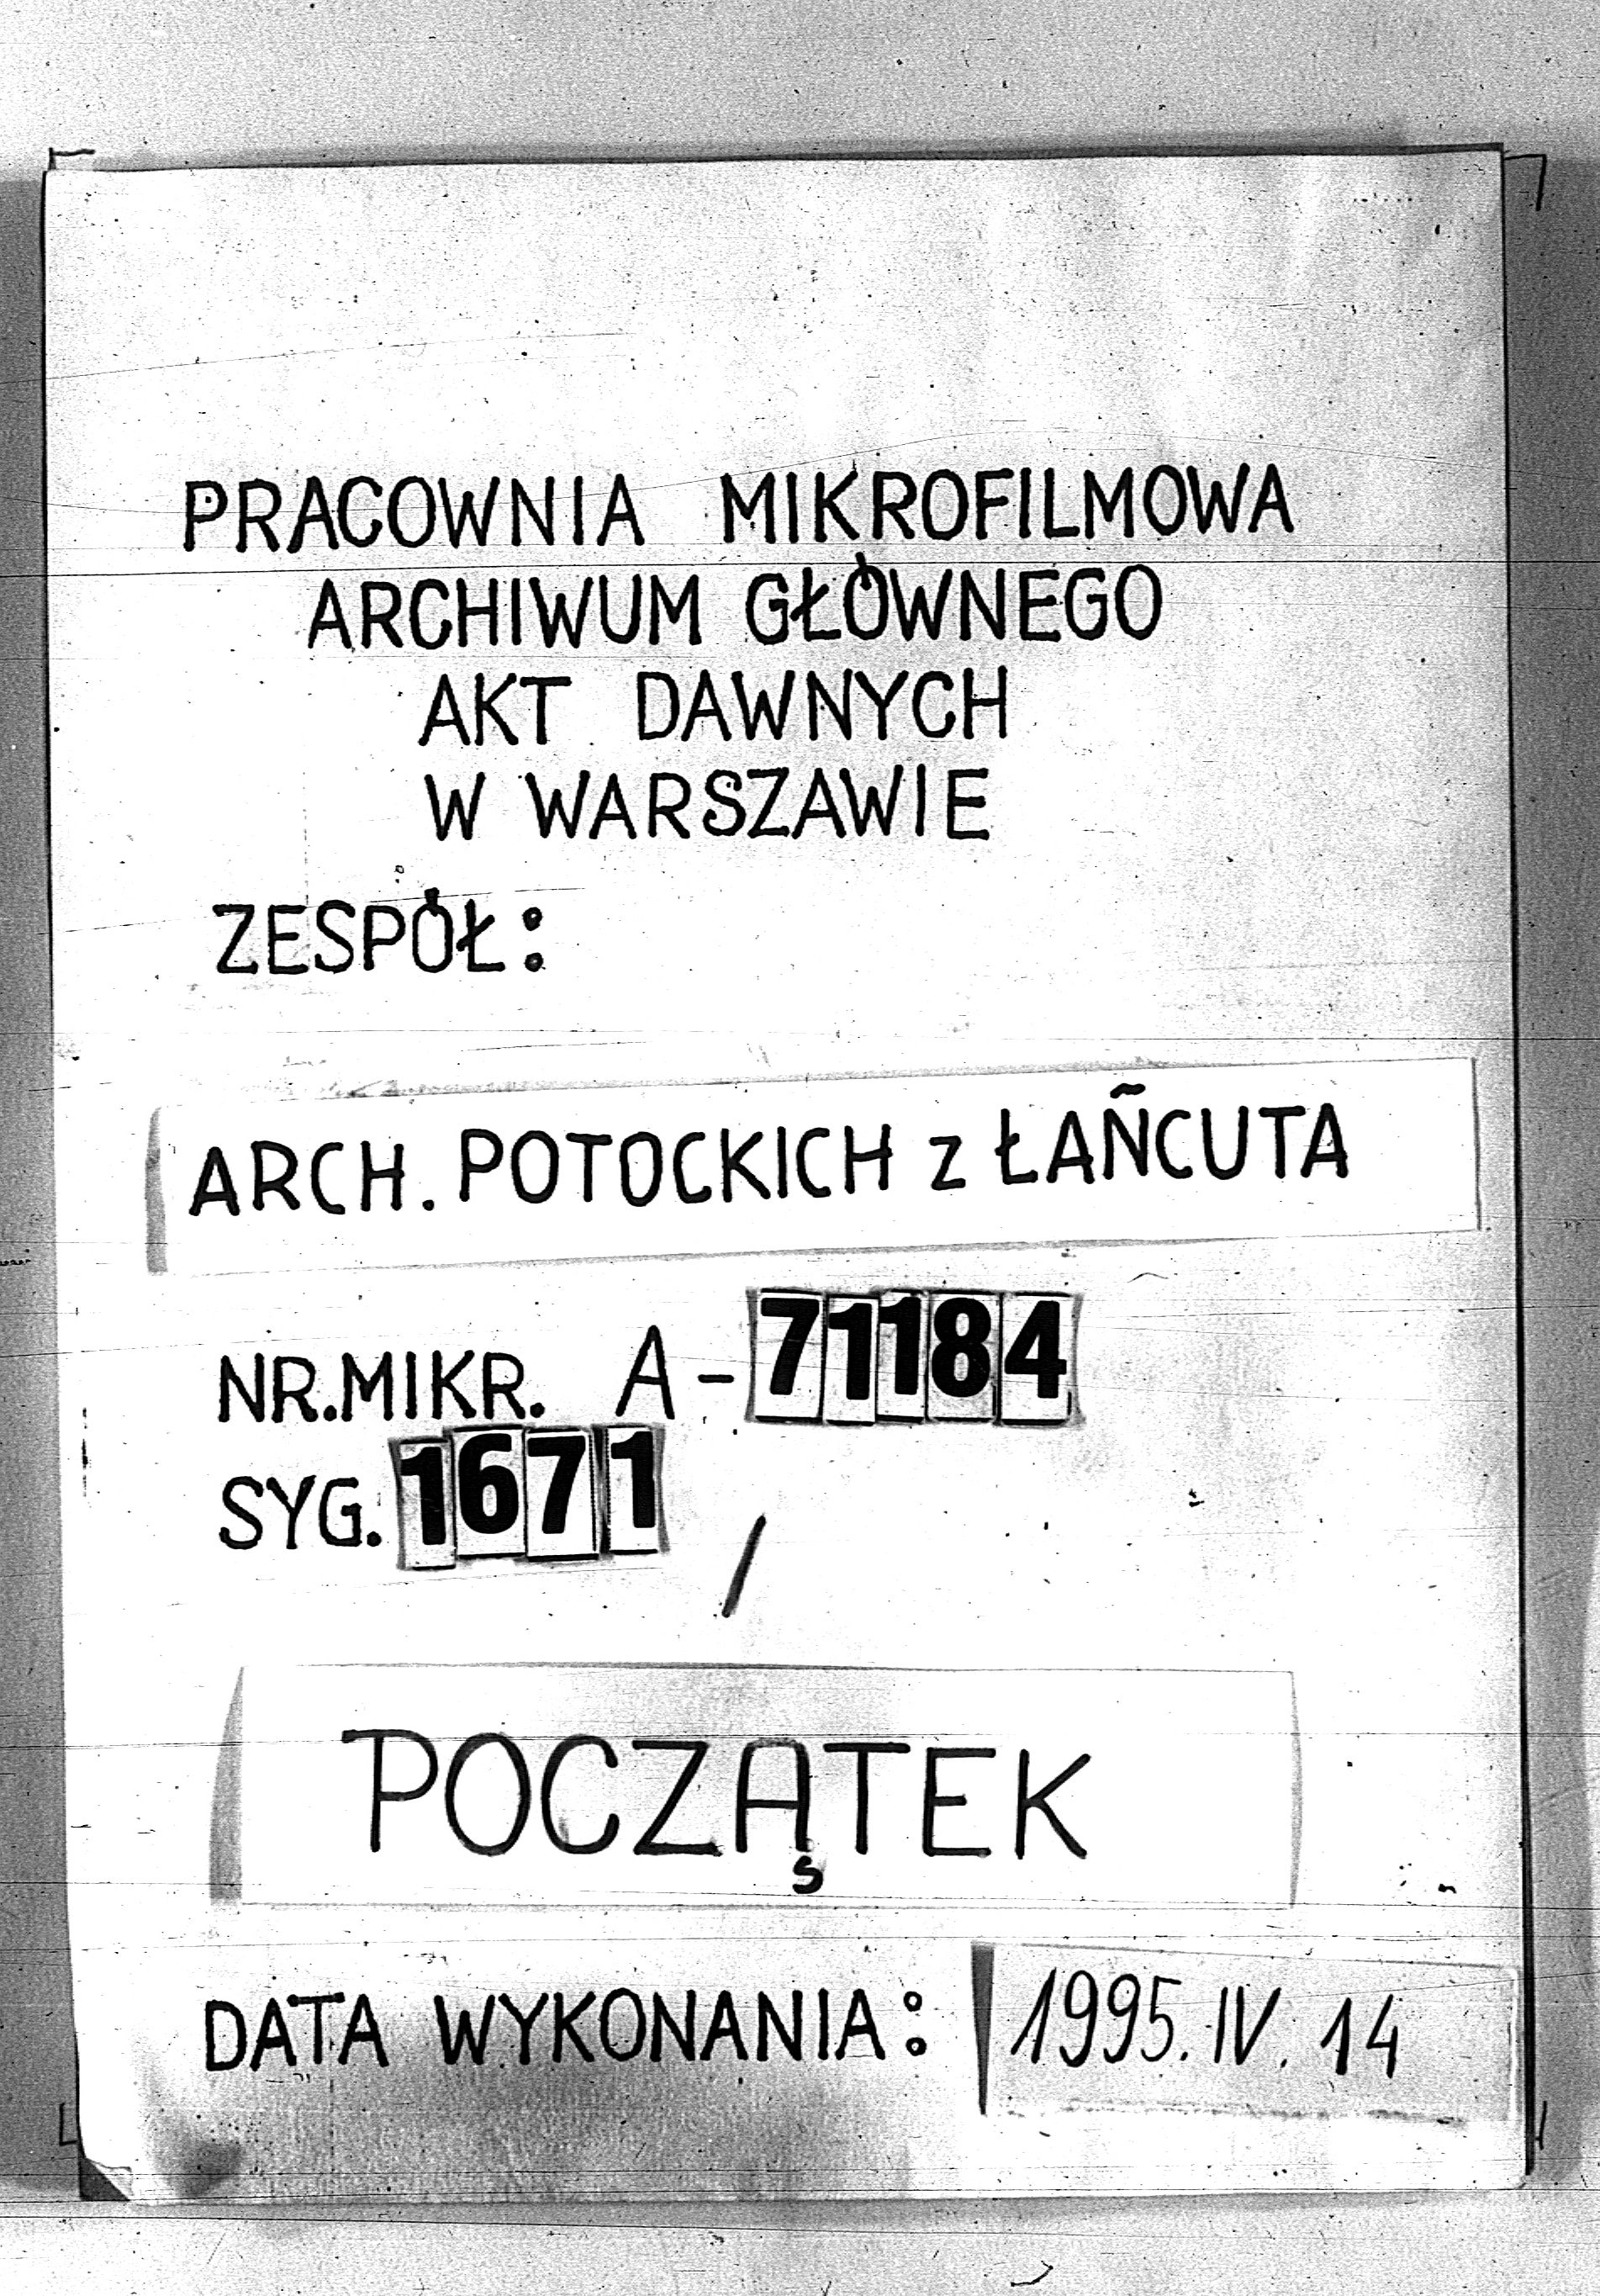 PRACOWNIA MIKROFILMOWA
ARCHIWUM GŁÓWNEGO
AKT DAWNYCH
W WARSZAWIE
ZESPÓŁ:
ARCH. POTOCKICH z ŁAŃCUTA
NR.MIKR. A-71184
SYG. 1671 /
POCZĄTEK
DATA WYKONANIA: 1995.IV.14